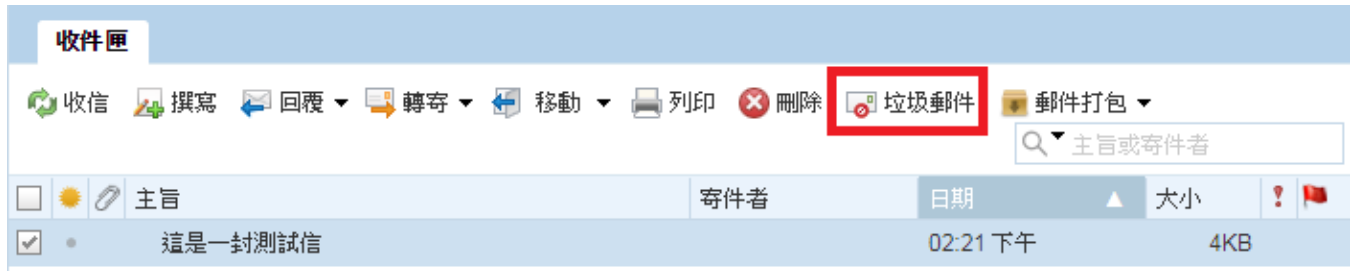 收件匣
收信 撰寫 回覆 轉寄 移動 列印 刪除 垃圾郵件 郵件打包
主旨或寄件者
主旨 寄件者 日期 大小
這是一封測試信 02:21 下午 4KB